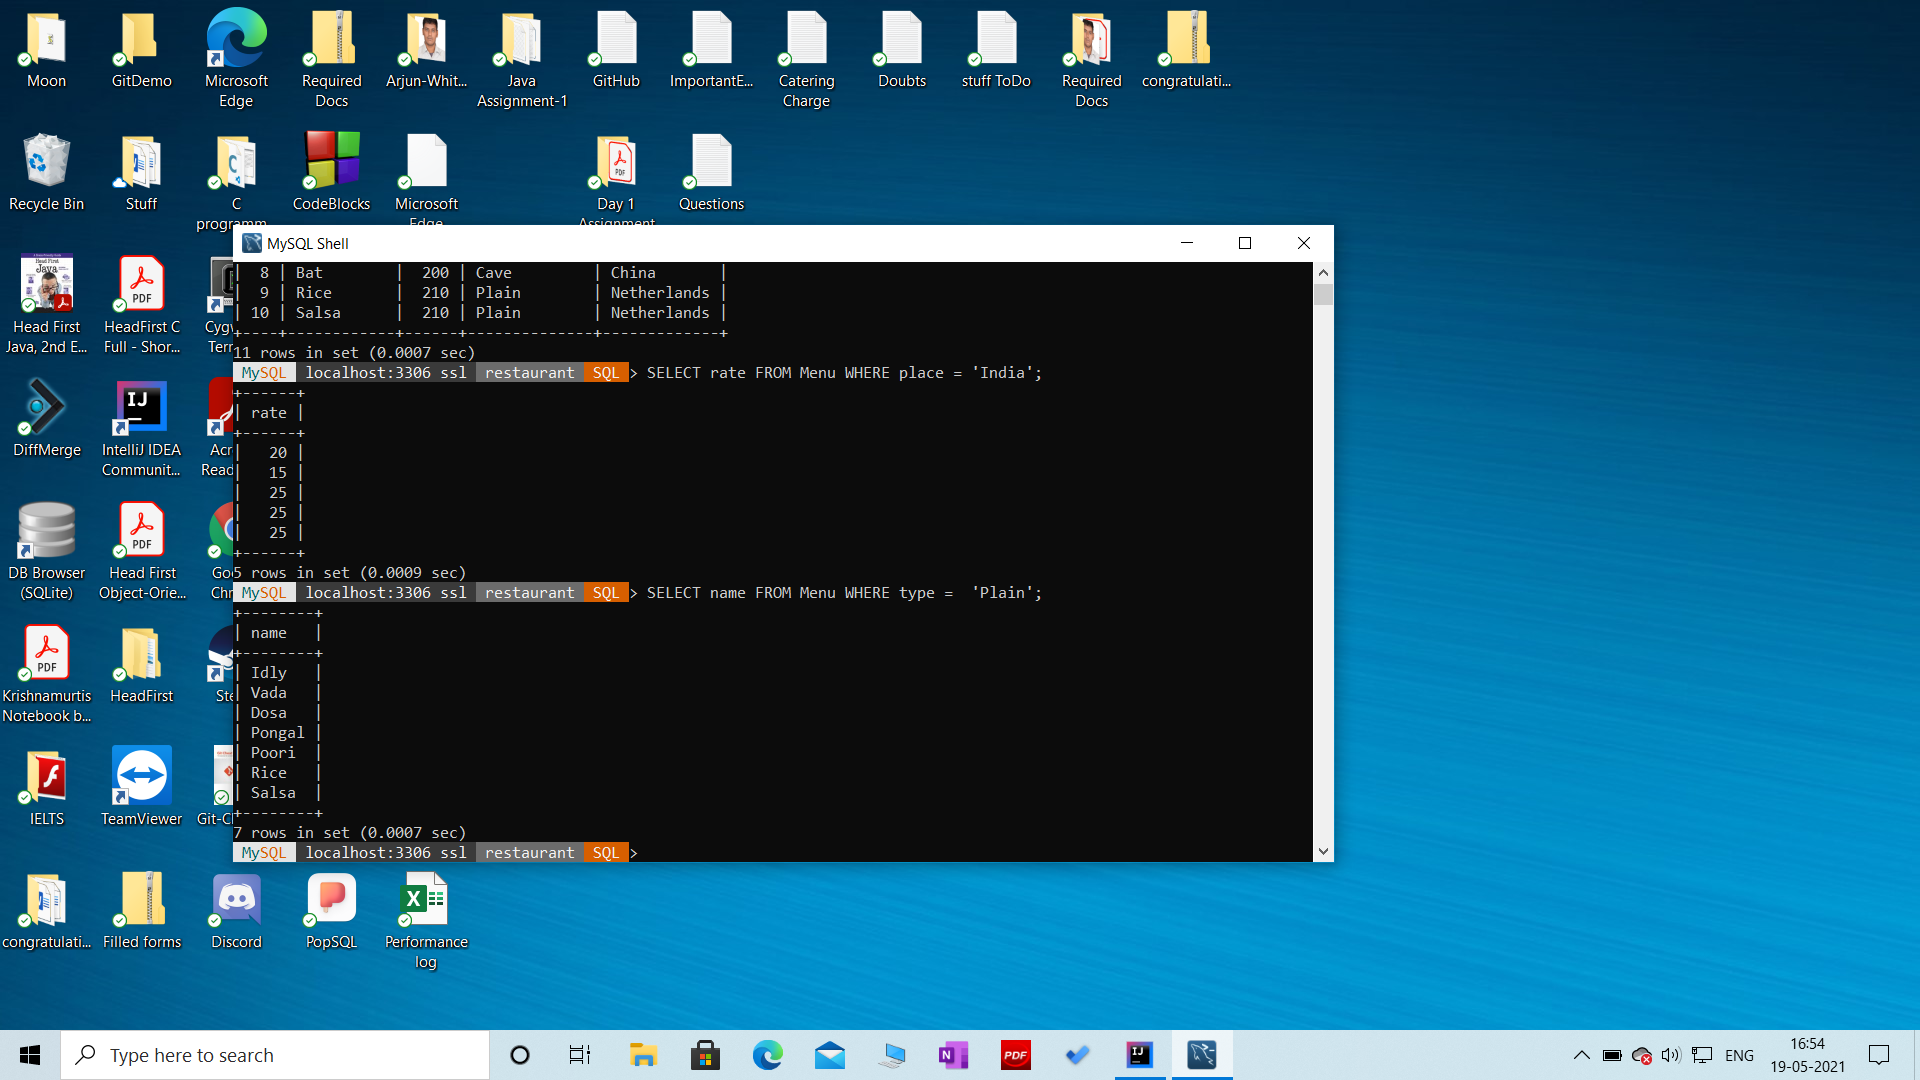 Moon
GitDemo
Microsoft Edge
Required Docs
Arjun-Whit...
Java Assignment-1
GitHub
ImportantE...
Catering Charge
Doubts
stuff ToDo
Required Docs
congratulati...
Recycle Bin
Stuff
C programm
CodeBlocks
Microsoft Edge
Day 1 Assignment
Questions
MySQL Shell
|  8 | Bat        |  200 | Cave         | China       |
|  9 | Rice       |  210 | Plain        | Netherlands |
| 10 | Salsa      |  210 | Plain        | Netherlands |
+----+------------+------+--------------+-------------+
11 rows in set (0.0007 sec)
MySQL localhost:3306 ssl restaurant SQL > SELECT rate FROM Menu WHERE place = 'India';
+------+
| rate |
+------+
|   20 |
|   15 |
|   25 |
|   25 |
|   25 |
+------+
5 rows in set (0.0009 sec)
MySQL localhost:3306 ssl restaurant SQL > SELECT name FROM Menu WHERE type =  'Plain';
+--------+
| name   |
+--------+
| Idly   |
| Vada   |
| Dosa   |
| Pongal |
| Poori  |
| Rice   |
| Salsa  |
+--------+
7 rows in set (0.0007 sec)
MySQL localhost:3306 ssl restaurant SQL >
Head First Java, 2nd E...
HeadFirst C Full - Shor...
Cygw
Term
DiffMerge
IntelliJ IDEA Communit...
Acr
Read
DB Browser (SQLite)
Head First Object-Orie...
Goo
Chr
Krishnamurtis Notebook b...
HeadFirst
Ste
IELTS
TeamViewer
Git-C
congratulati...
Filled forms
Discord
PopSQL
Performance log
Type here to search
ENG
16:54
19-05-2021